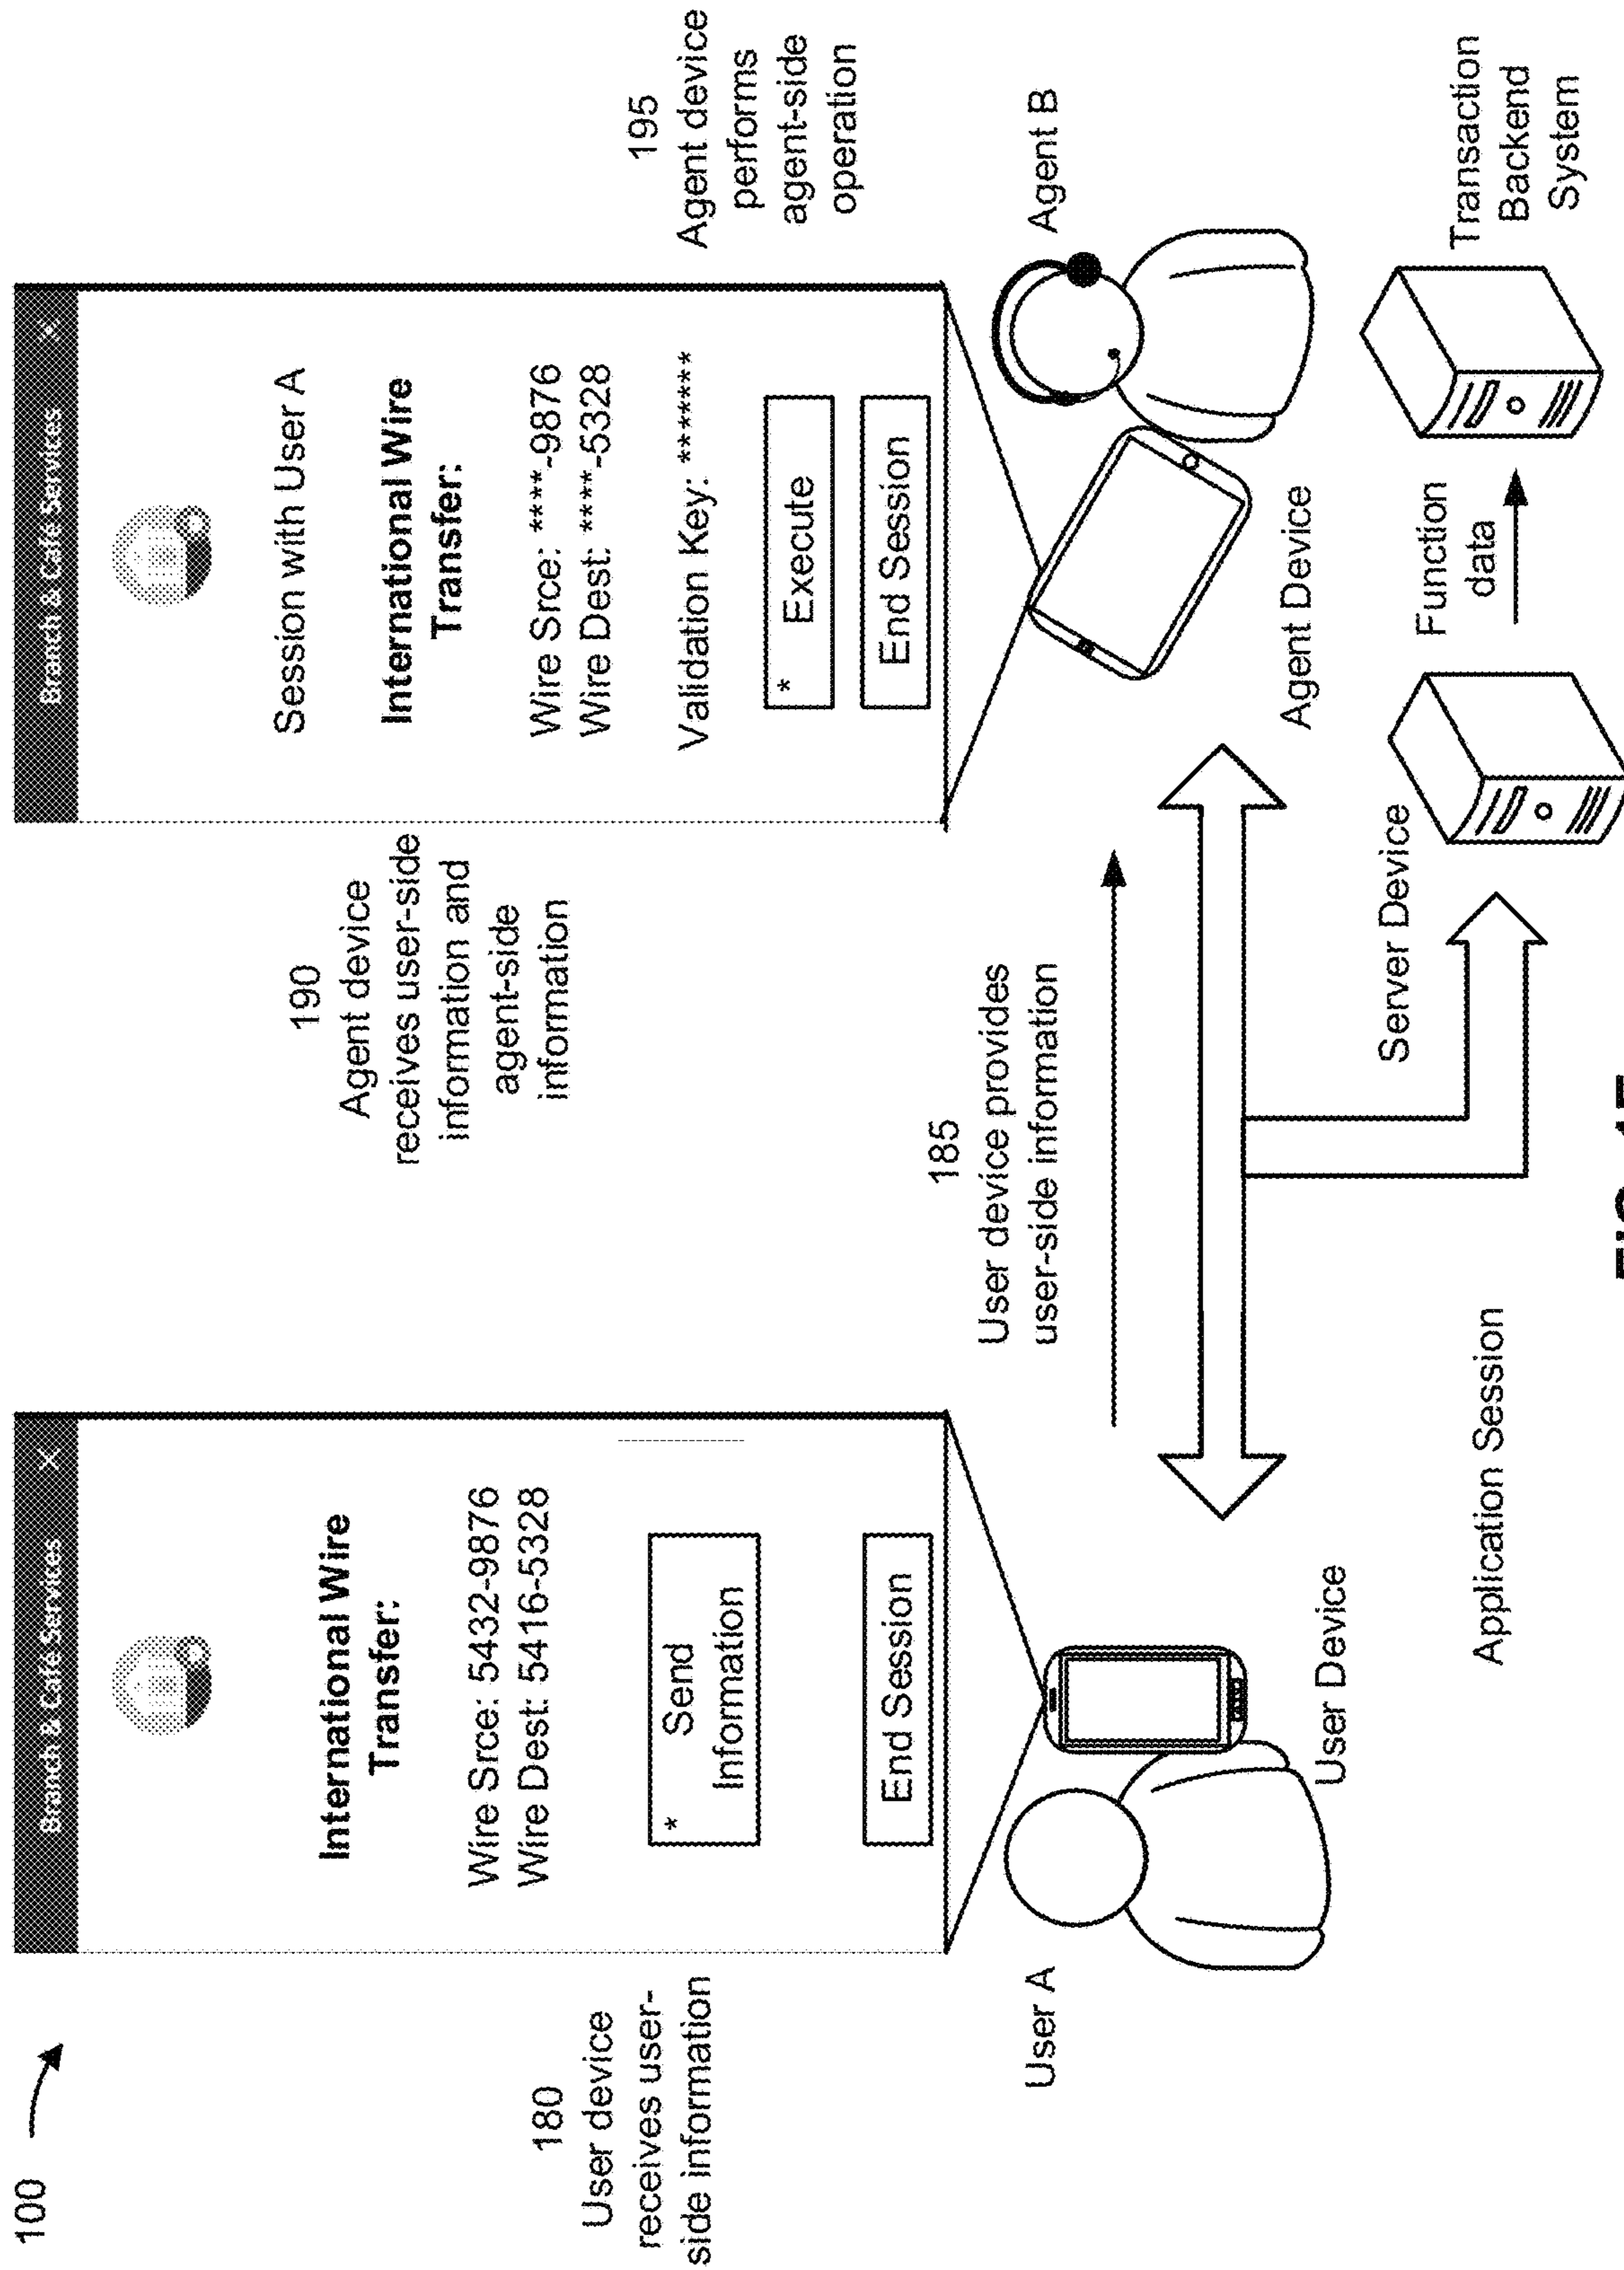 100
180
User device
receives user-
side information
Branch & Cafe Services X
International Wire
Transfer:
Wire Srce: 5432-9876
Wire Dest: 5416-5328
* Send
Information
End Session
User A
User Device
190
Agent device
receives user-side
information and
agent-side
information
185
User device provides
user-side information
Application Session
Branch & Cafe Services X
Session with User A
International Wire
Transfer:
Wire Srce: ****-9876
Wire Dest: ****-5328
Validation Key: *******
* Execute
End Session
195
Agent device
performs
agent-side
operation
Agent B
Agent Device
Server Device
Function
data
Transaction
Backend
System
FIG.